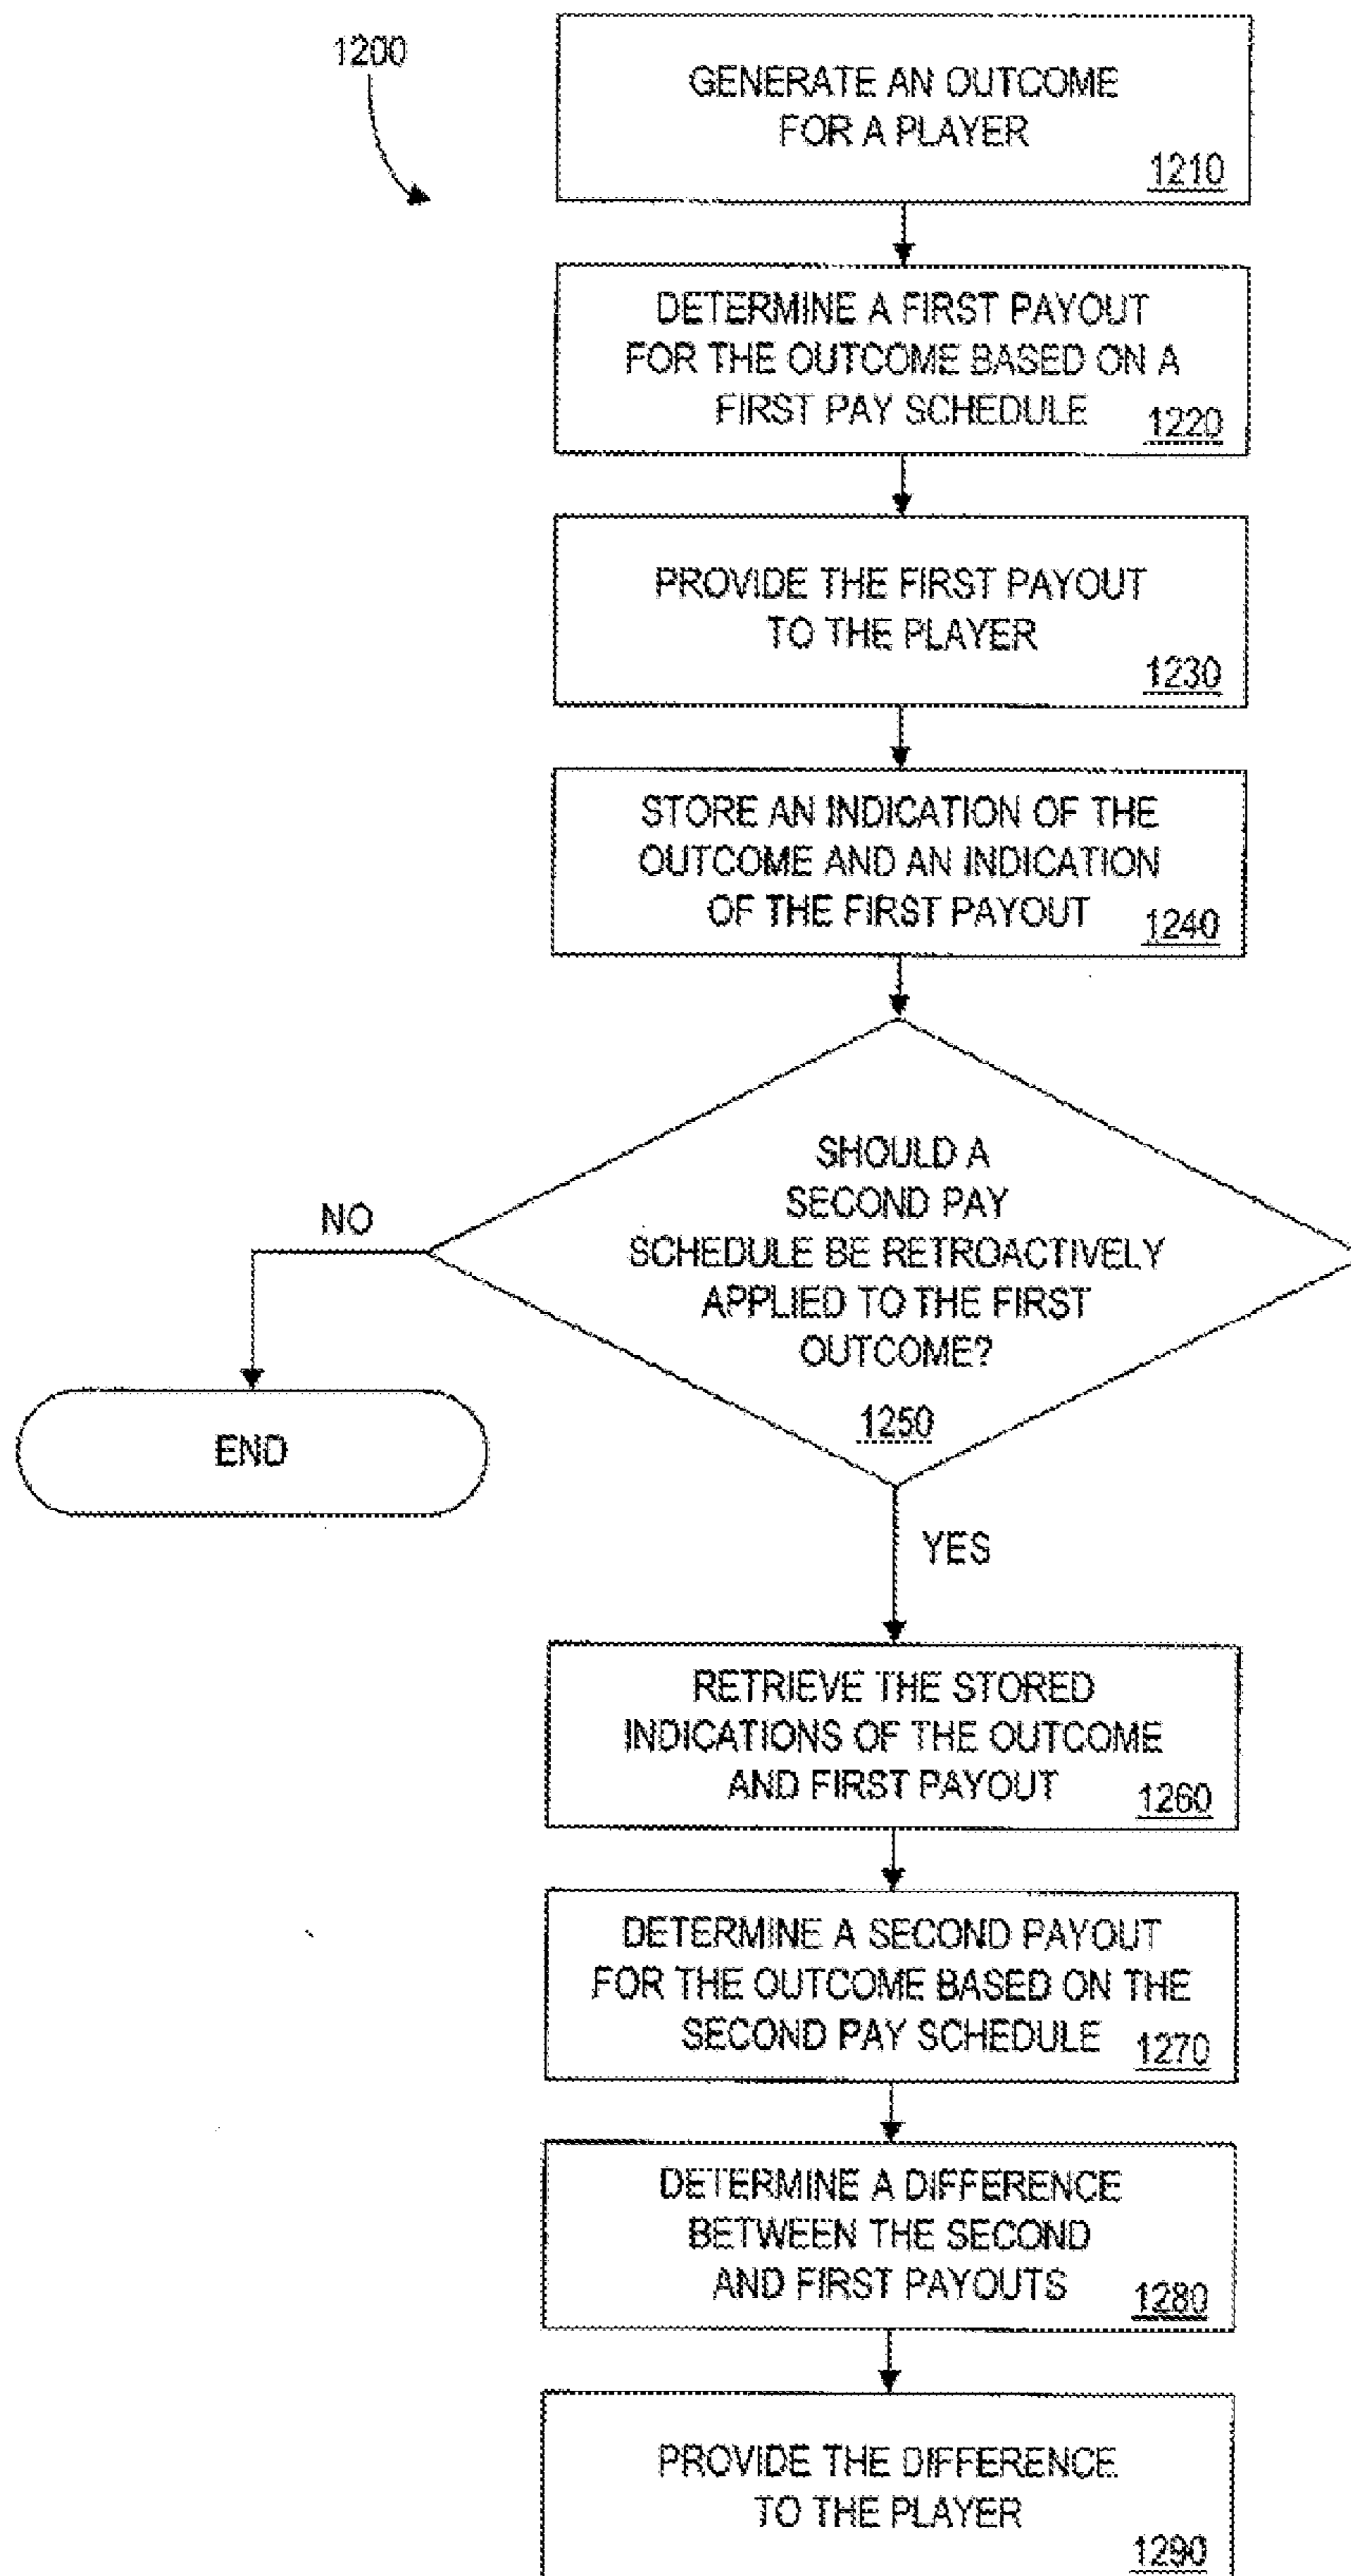 1200
GENERATE AN OUTCOME
FOR A PLAYER
1210
DETERMINE A FIRST PAYOUT
FOR THE OUTCOME BASED ON A
FIRST PAY SCHEDULE
1220
PROVIDE THE FIRST PAYOUT
TO THE PLAYER
1230
STORE AN INDICATION OF THE
OUTCOME AND AN INDICATION
OF THE FIRST PAYOUT
1240
SHOULD A
SECOND PAY
SCHEDULE BE RETROACTIVELY
APPLIED TO THE FIRST
OUTCOME?
1250
NO
END
YES
RETRIEVE THE STORED
INDICATIONS OF THE OUTCOME
AND FIRST PAYOUT
1260
DETERMINE A SECOND PAYOUT
FOR THE OUTCOME BASED ON THE
SECOND PAY SCHEDULE
1270
DETERMINE A DIFFERENCE
BETWEEN THE SECOND
AND FIRST PAYOUTS
1280
PROVIDE THE DIFFERENCE
TO THE PLAYER
1290